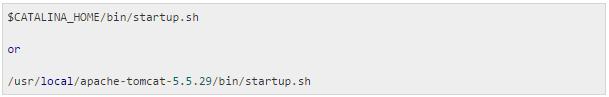 $CATALINA_HOME/bin/startup.sh
or
/usr/local/apache-tomcat-5.5.29/bin/startup.sh